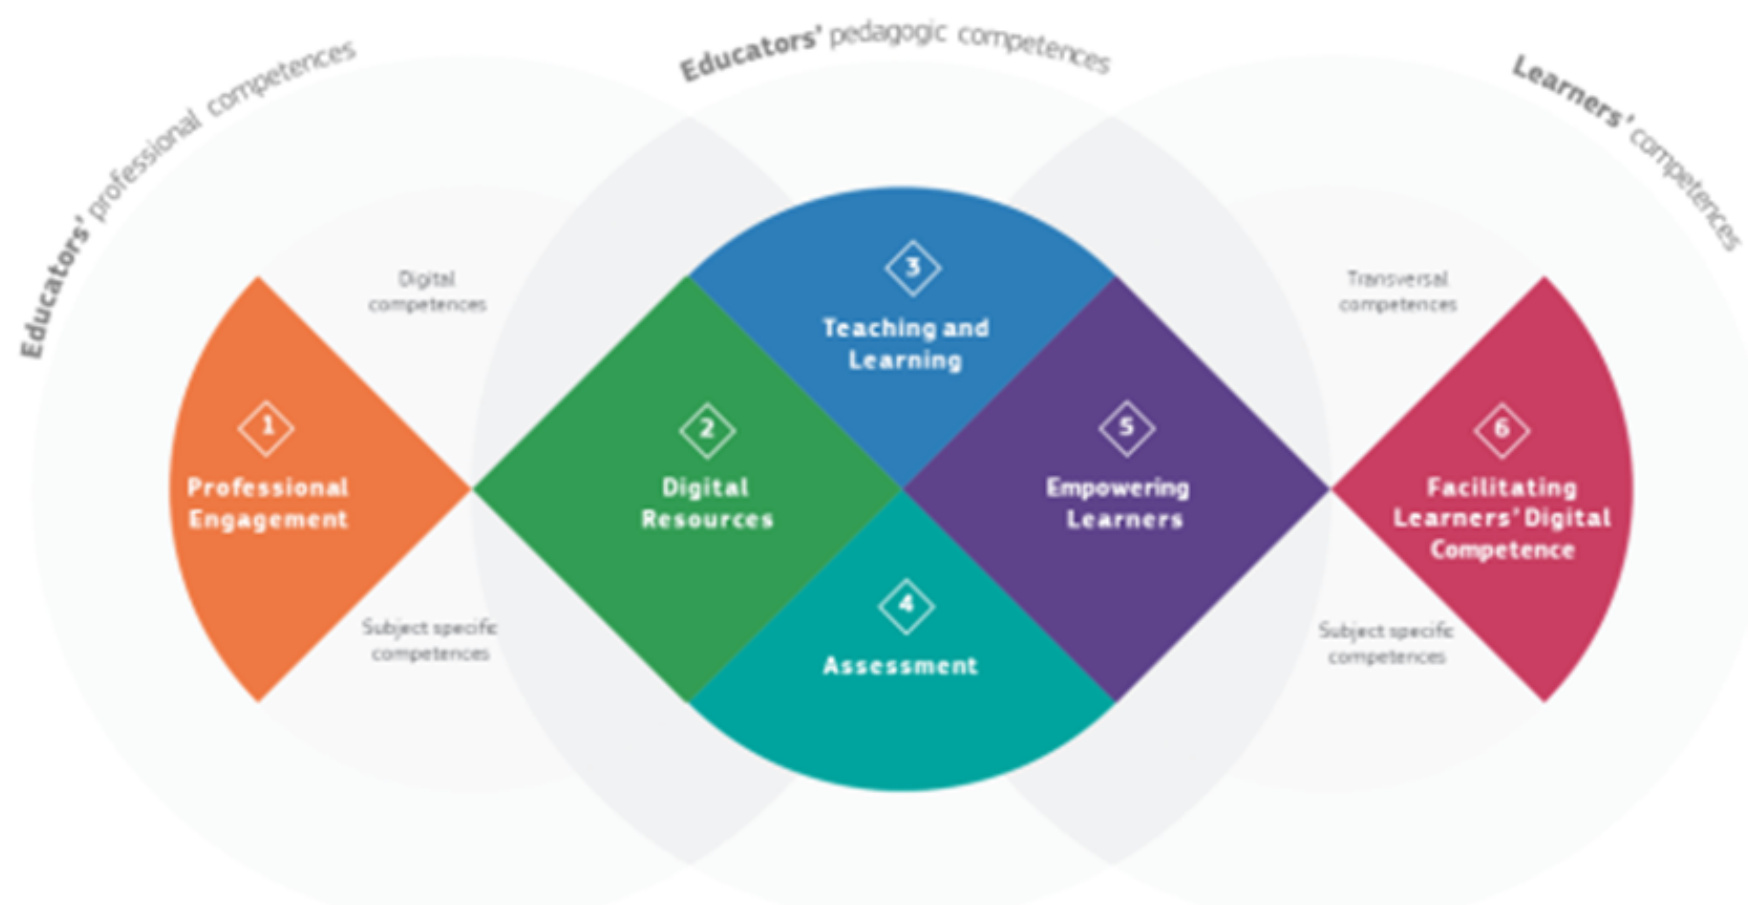 Educators' professional competences
Educators' pedagogic competences
Learners' competences
Digital
competences
Transversal
competences
3
Teaching and
Learning
1
Professional
Engagement
2
Digital
Resources
5
Empowering
Learners
6
Facilitating
Learners' Digital
Competence
4
Assessment
Subject specific
competences
Subject specific
competences